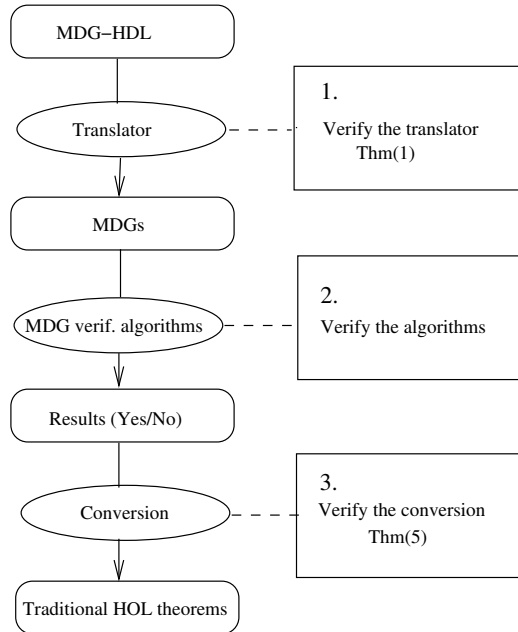 MDG-HDL
1.
Translator
Verify the translator
Thm(1)
MDGs
2.
MDG verif. algorithms
Verify the algorithms
Results (Yes/No)
3.
Conversion
Verify the conversion
Thm(5)
Traditional HOL theorems